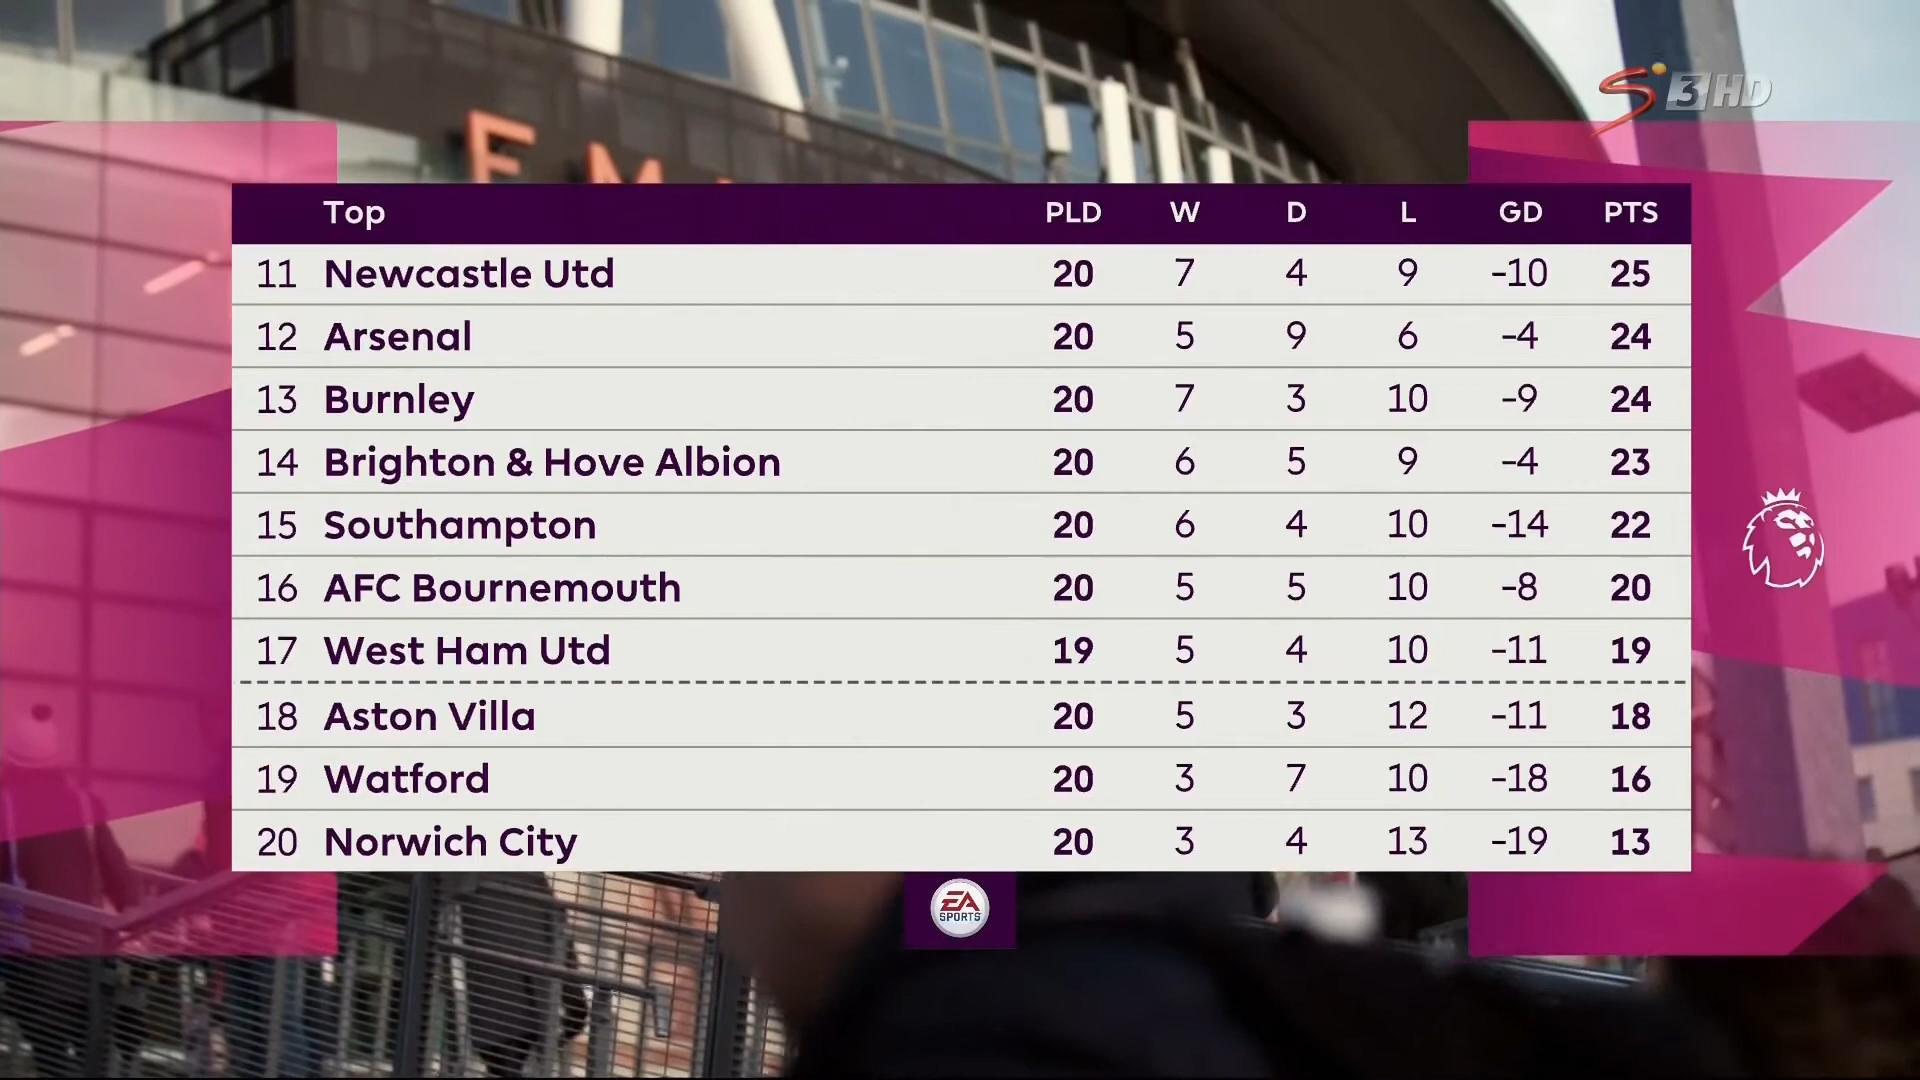 S 3 HD
E M
Top PLD W D L GD PTS
11 Newcastle Utd 20 7 4 9 -10 25
12 Arsenal 20 5 9 6 -4 24
13 Burnley 20 7 3 10 -9 24
14 Brighton & Hove Albion 20 6 5 9 -4 23
15 Southampton 20 6 4 10 -14 22
16 AFC Bournemouth 20 5 5 10 -8 20
17 West Ham Utd 19 5 4 10 -11 19
18 Aston Villa 20 5 3 12 -11 18
19 Watford 20 3 7 10 -18 16
20 Norwich City 20 3 4 13 -19 13
EA
SPORTS